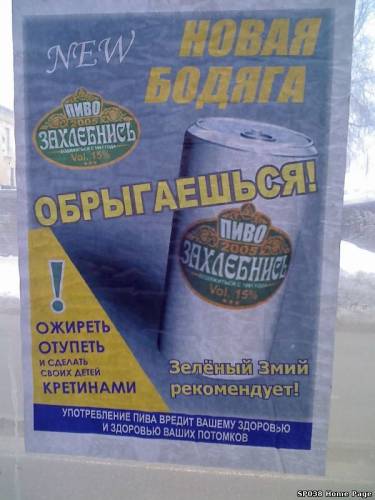 NEW
НОВАЯ
БОДЯГА
ПИВО
2005
ЗАХЛЕБНИСЬ
Vol. 15%
ОБРЫГАЕШЬСЯ!
ПИВО
2005
ЗАХЛЕБНИСЬ
Vol. 15%
!
ОЖИРЕТЬ
ОТУПЕТЬ
И СДЕЛАТЬ
СВОИХ ДЕТЕЙ
КРЕТИНАМИ
Зелёный Змий
рекомендует!
УПОТРЕБЛЕНИЕ ПИВА ВРЕДИТ ВАШЕМУ ЗДОРОВЬЮ
И ЗДОРОВЬЮ ВАШИХ ПОТОМКОВ
SP038 Home Page